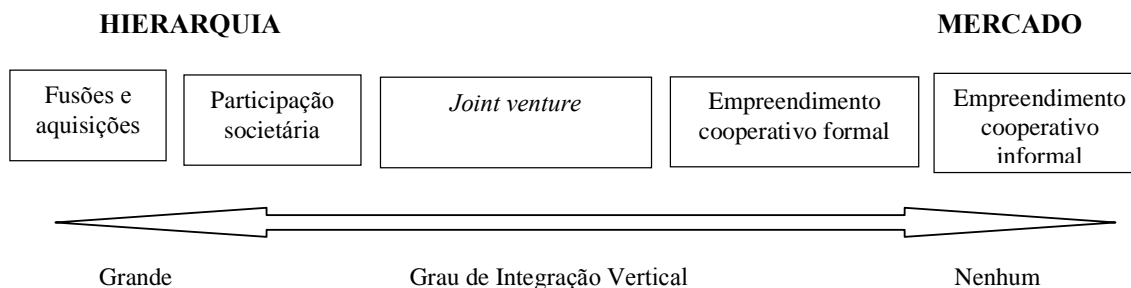 HIERARQUIA MERCADO
Fusões e
aquisições
Participação
societária
Joint venture
Empreendimento
cooperativo formal
Empreendimento
cooperativo
informal
Grande Grau de Integração Vertical Nenhum